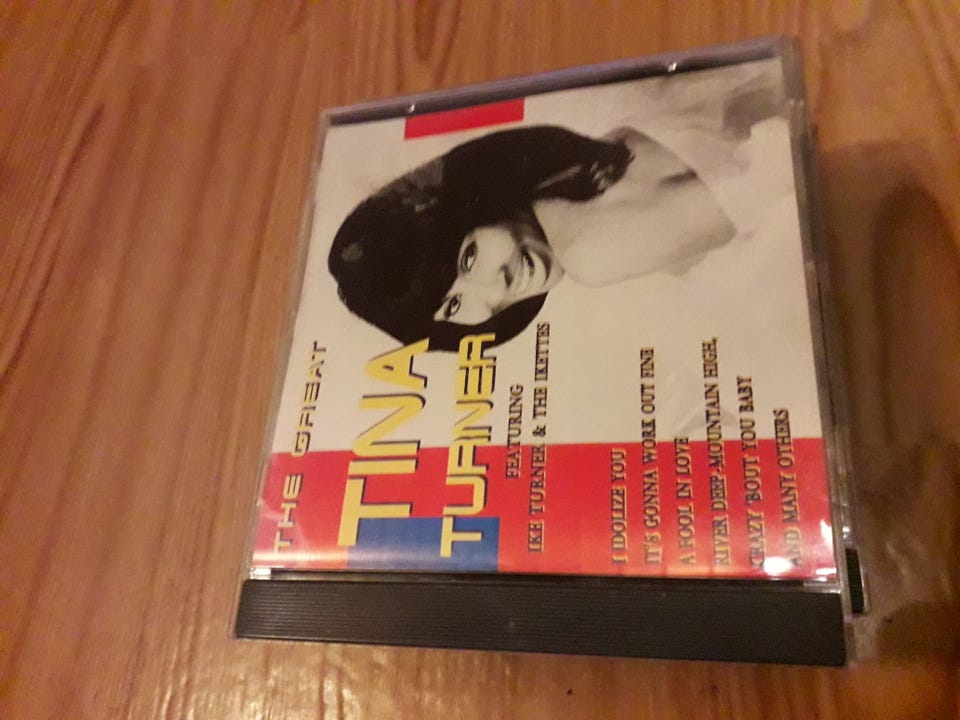 THE GREAT
TINA
TURNER
FEATURING
IKE TURNER & THE IKETTES
I IDOLIZE YOU
IT'S GONNA WORK OUT FINE
A FOOL IN LOVE
RIVER DEEP-MOUNTAIN HIGH,
CRAZY 'BOUT YOU BABY
AND MANY OTHERS